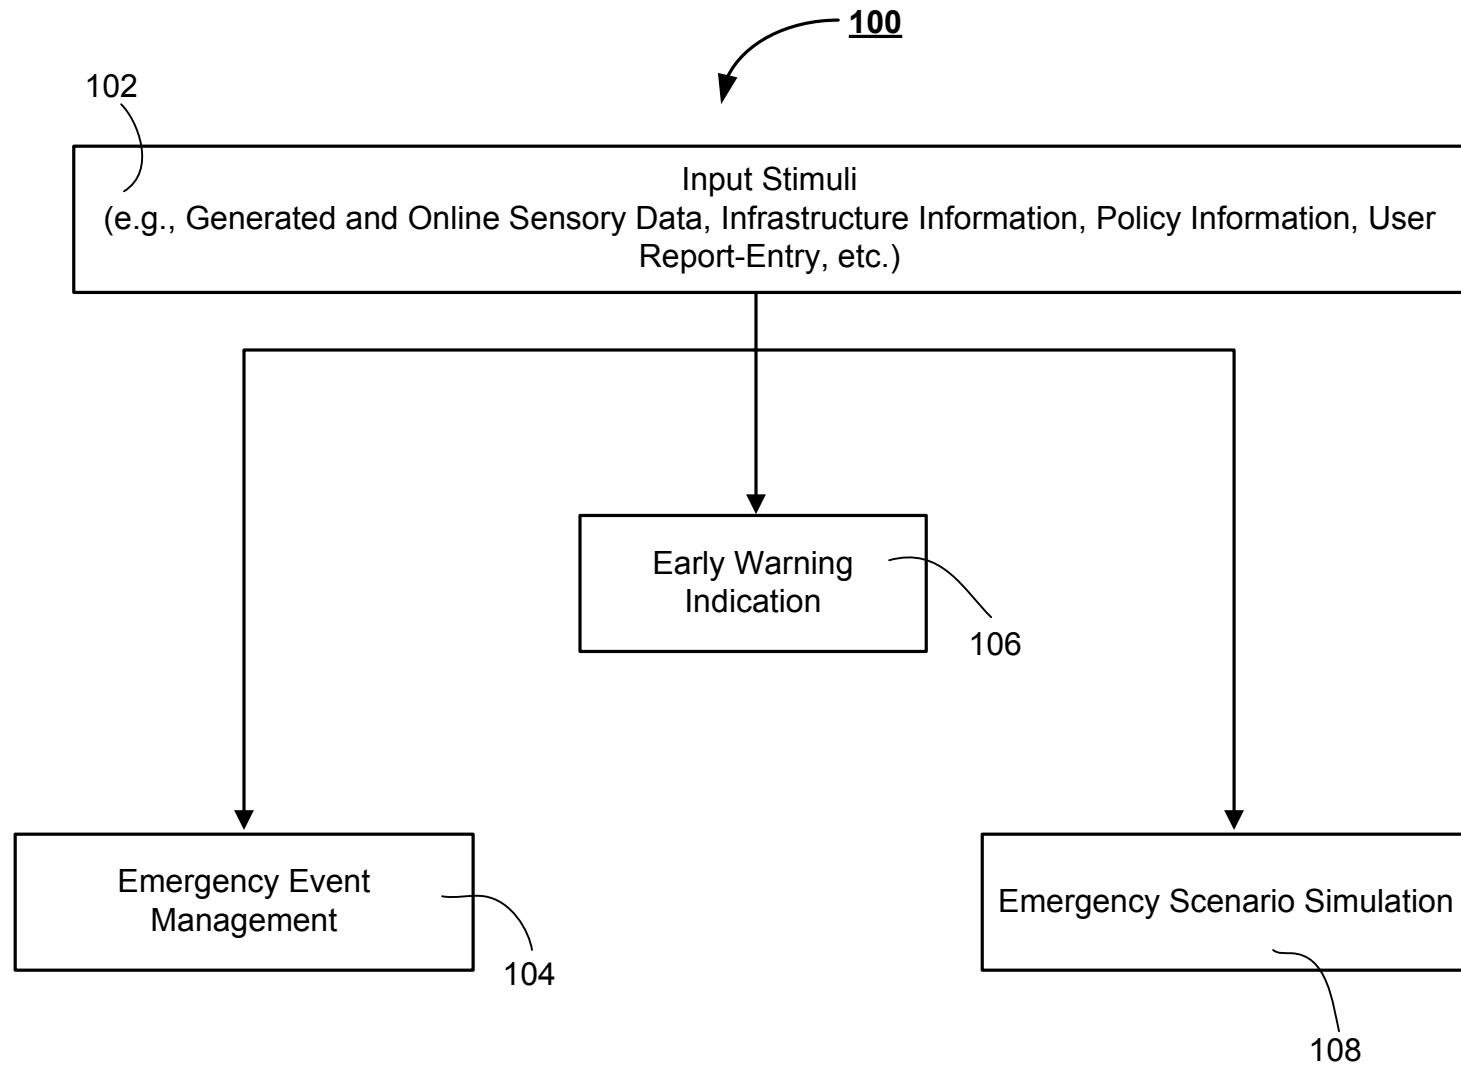 100
102
Input Stimuli
(e.g., Generated and Online Sensory Data, Infrastructure Information, Policy Information, User
Report-Entry, etc.)
Early Warning
Indication
106
Emergency Event
Management
104
Emergency Scenario Simulation
108